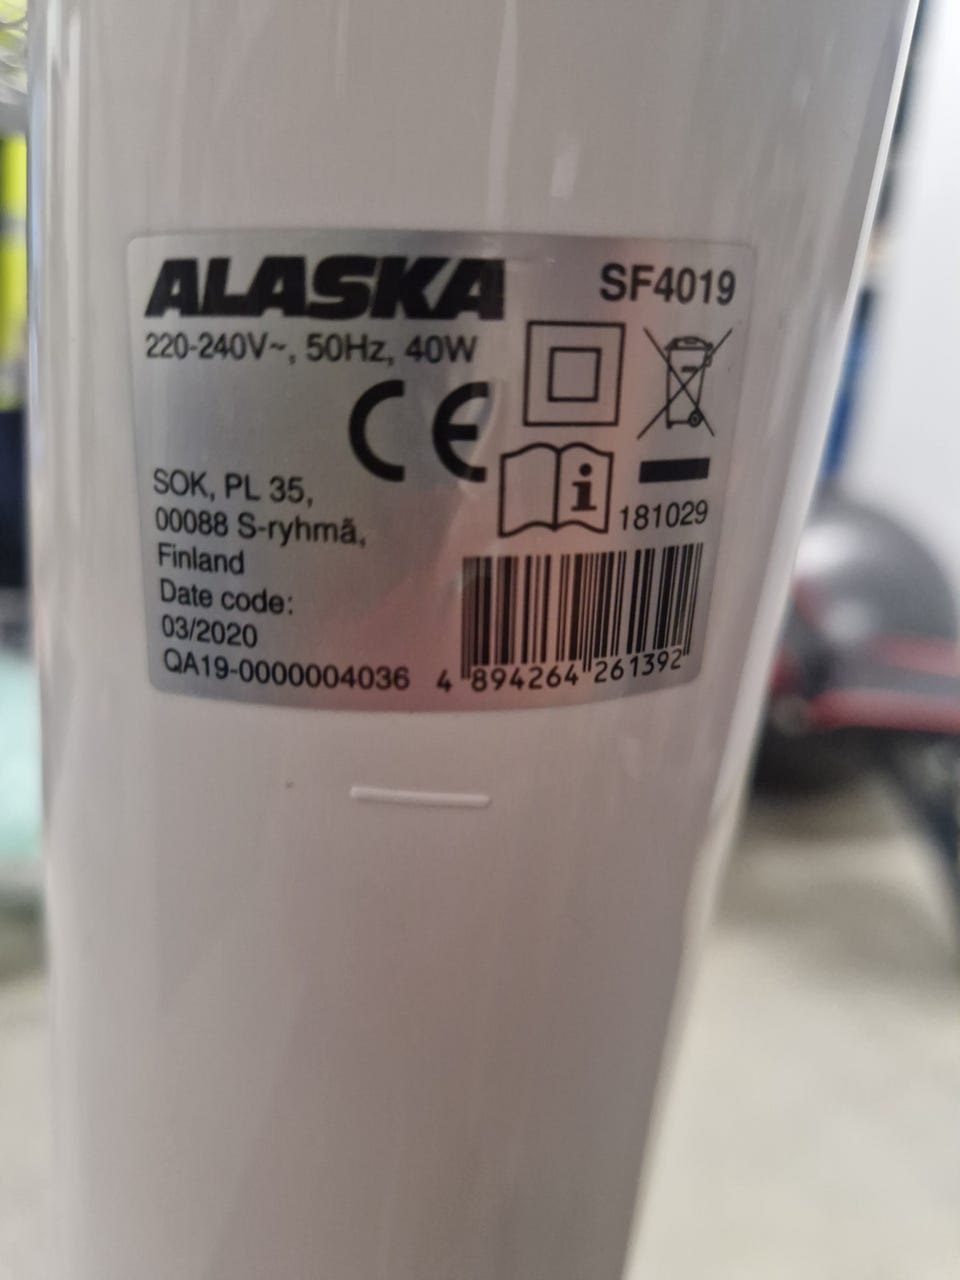 ALASKA SF4019
220-240V~, 50Hz, 40W
CE
SOK, PL 35,
00088 S-ryhmä,
Finland
Date code:
03/2020
QA19-0000004036
181029
4 894264 261392